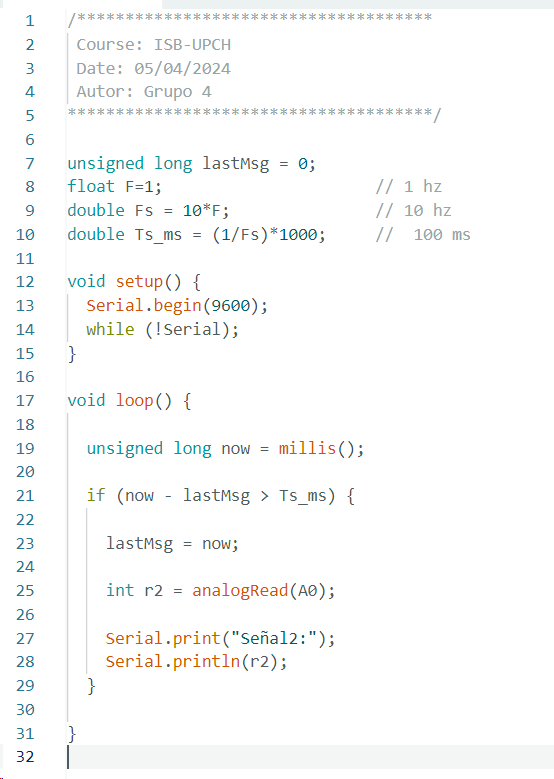 1 /*************************************
2 Course: ISB-UPCH
3 Date: 05/04/2024
4 Autor: Grupo 4
5 **************************************/
6
7 unsigned long lastMsg = 0;
8 float F=1; // 1 hz
9 double Fs = 10*F; // 10 hz
10 double Ts_ms = (1/Fs)*1000; // 100 ms
11
12 void setup() {
13 Serial.begin(9600);
14 while (!Serial);
15 }
16
17 void loop() {
18
19 unsigned long now = millis();
20
21 if (now - lastMsg > Ts_ms) {
22
23 lastMsg = now;
24
25 int r2 = analogRead(A0);
26
27 Serial.print("Señal2:");
28 Serial.println(r2);
29 }
30
31 }
32